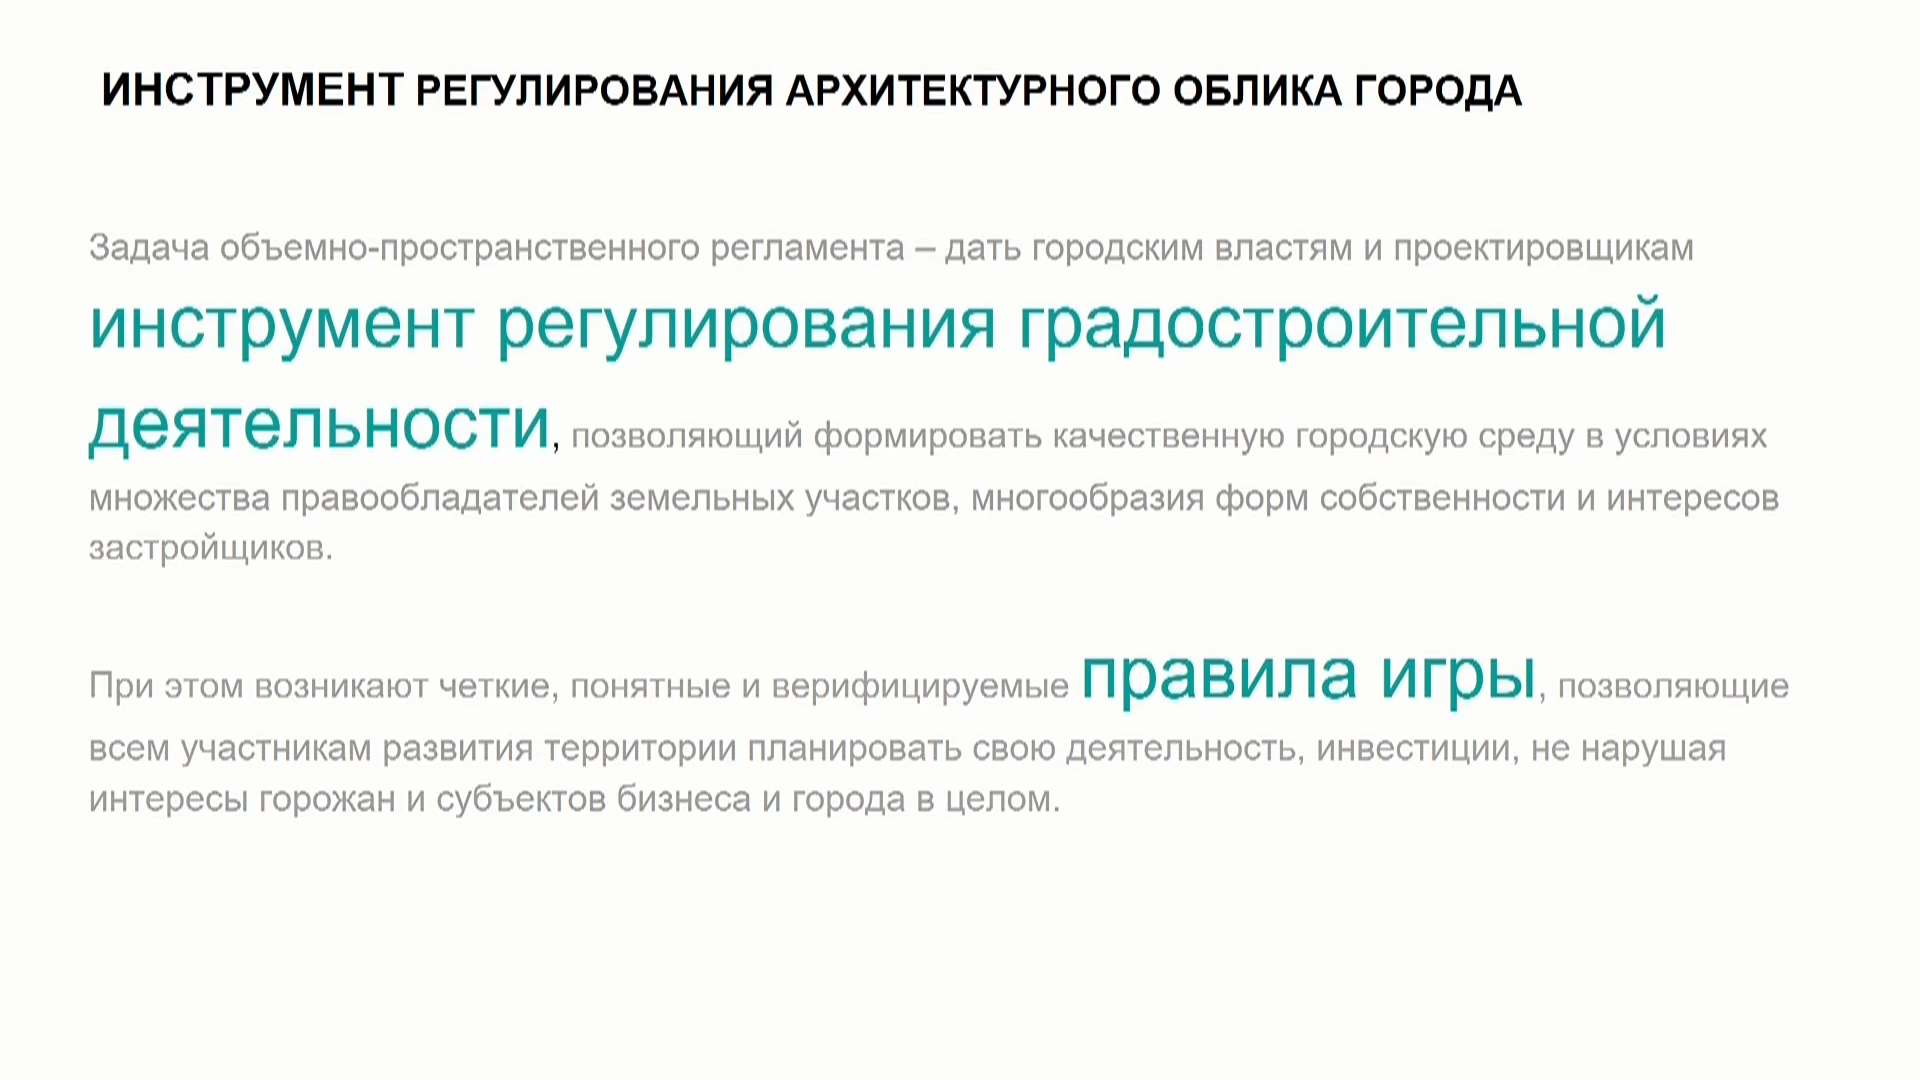 ИНСТРУМЕНТ РЕГУЛИРОВАНИЯ АРХИТЕКТУРНОГО ОБЛИКА ГОРОДА
Задача объемно-пространственного регламента – дать городским властям и проектировщикам
инструмент регулирования градостроительной
деятельности, позволяющий формировать качественную городскую среду в условиях
множества правообладателей земельных участков, многообразия форм собственности и интересов
застройщиков.
При этом возникают четкие, понятные и верифицируемые правила игры, позволяющие
всем участникам развития территории планировать свою деятельность, инвестиции, не нарушая
интересы горожан и субъектов бизнеса и города в целом.